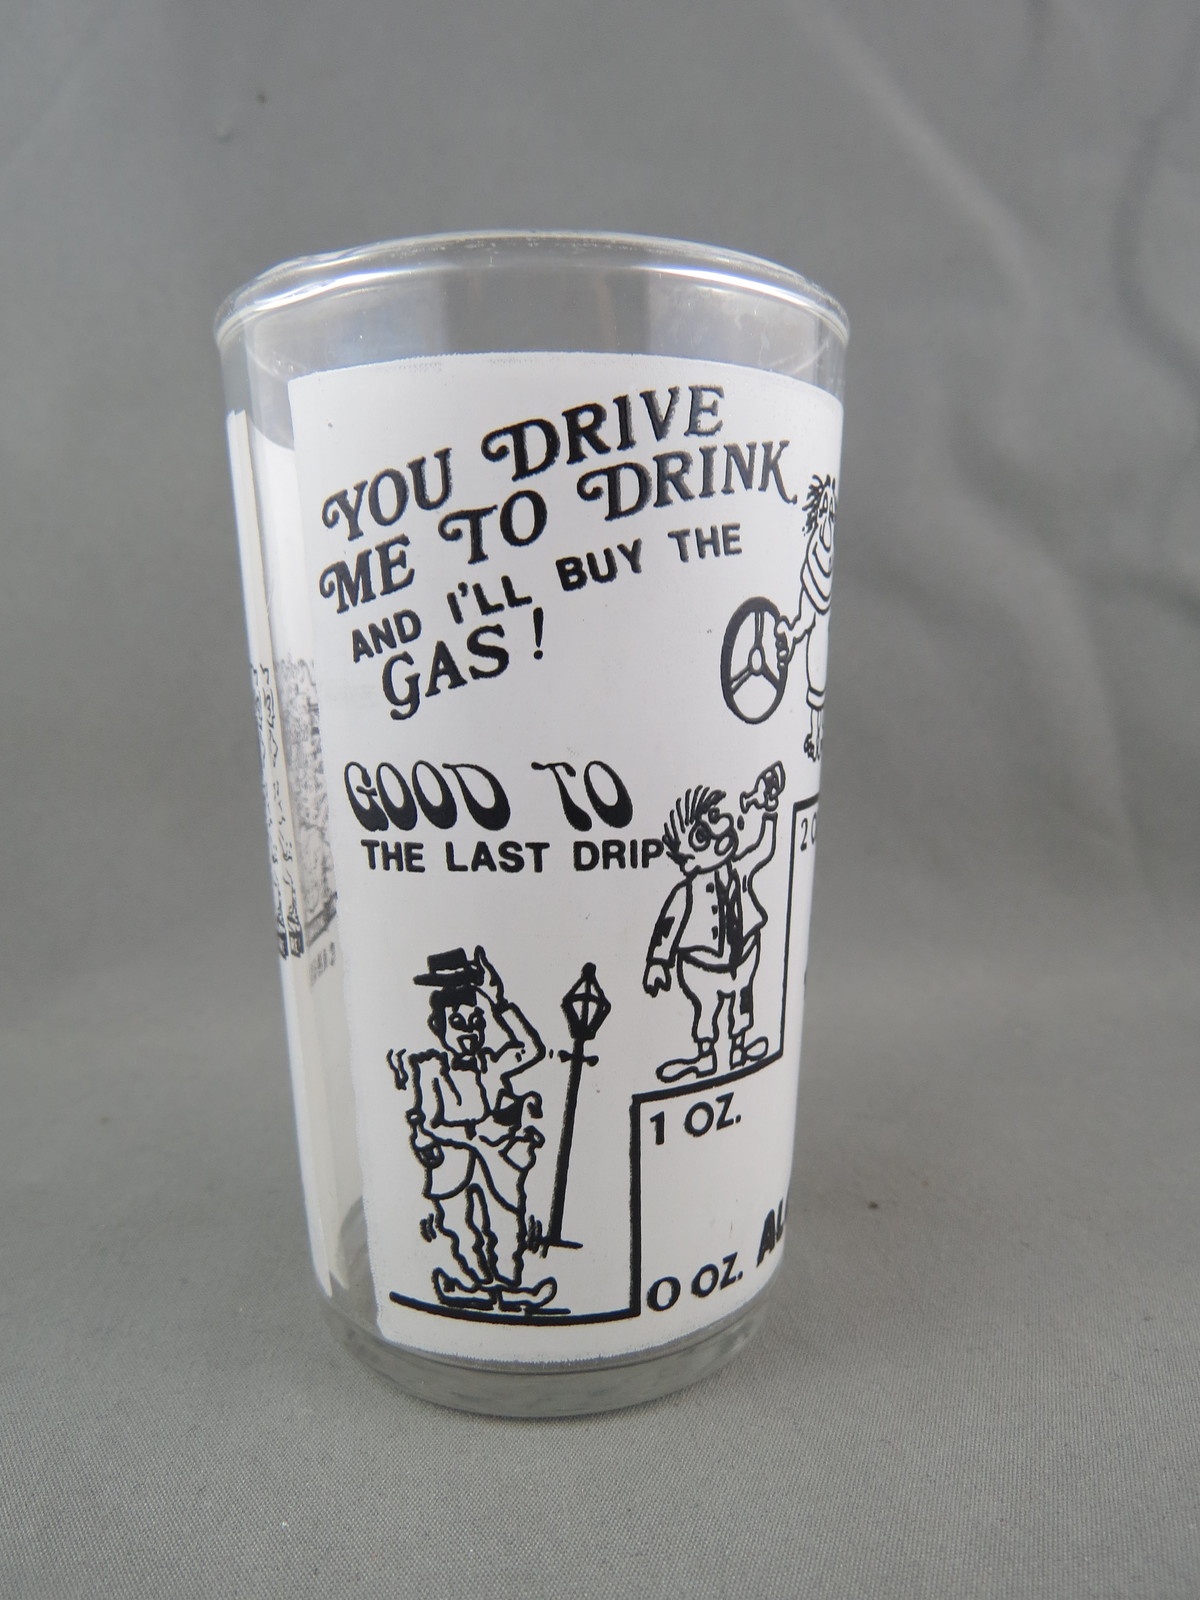 YOU DRIVE
ME TO DRINK.
AND I'LL BUY THE
GAS!
GOOD TO
THE LAST DRIP
2
1 OZ.
0 OZ.